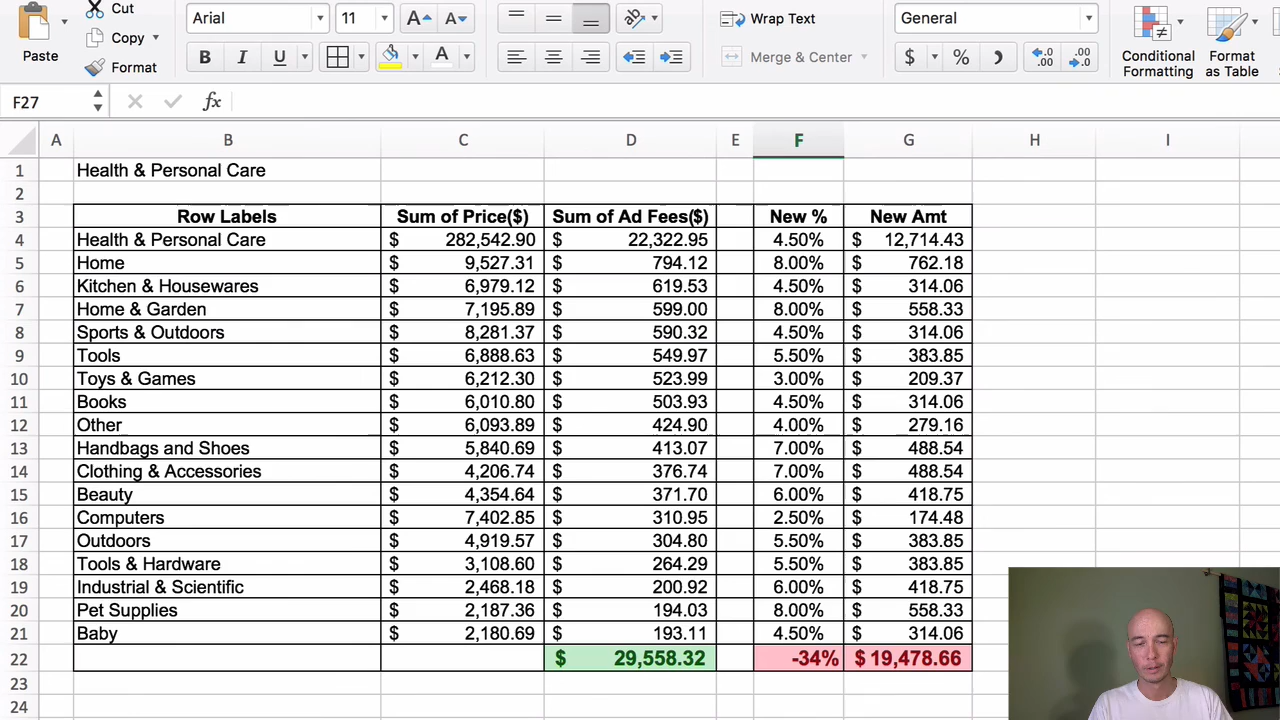 Cut
Arial 11 A A Wrap Text General
Paste Copy Conditional Formatting Format as Table
Format B I U A Merge & Center $ % .00 .00
F27 fx
A B C D E F G H I
1 Health & Personal Care
2
3 Row Labels Sum of Price($) Sum of Ad Fees($) New % New Amt
4 Health & Personal Care $ 282,542.90 $ 22,322.95 4.50% $ 12,714.43
5 Home $ 9,527.31 $ 794.12 8.00% $ 762.18
6 Kitchen & Housewares $ 6,979.12 $ 619.53 4.50% $ 314.06
7 Home & Garden $ 7,195.89 $ 599.00 8.00% $ 558.33
8 Sports & Outdoors $ 8,281.37 $ 590.32 4.50% $ 314.06
9 Tools $ 6,888.63 $ 549.97 5.50% $ 383.85
10 Toys & Games $ 6,212.30 $ 523.99 3.00% $ 209.37
11 Books $ 6,010.80 $ 503.93 4.50% $ 314.06
12 Other $ 6,093.89 $ 424.90 4.00% $ 279.16
13 Handbags and Shoes $ 5,840.69 $ 413.07 7.00% $ 488.54
14 Clothing & Accessories $ 4,206.74 $ 376.74 7.00% $ 488.54
15 Beauty $ 4,354.64 $ 371.70 6.00% $ 418.75
16 Computers $ 7,402.85 $ 310.95 2.50% $ 174.48
17 Outdoors $ 4,919.57 $ 304.80 5.50% $ 383.85
18 Tools & Hardware $ 3,108.60 $ 264.29 5.50% $ 383.85
19 Industrial & Scientific $ 2,468.18 $ 200.92 6.00% $ 418.75
20 Pet Supplies $ 2,187.36 $ 194.03 8.00% $ 558.33
21 Baby $ 2,180.69 $ 193.11 4.50% $ 314.06
22 $ 29,558.32 -34% $ 19,478.66
23
24